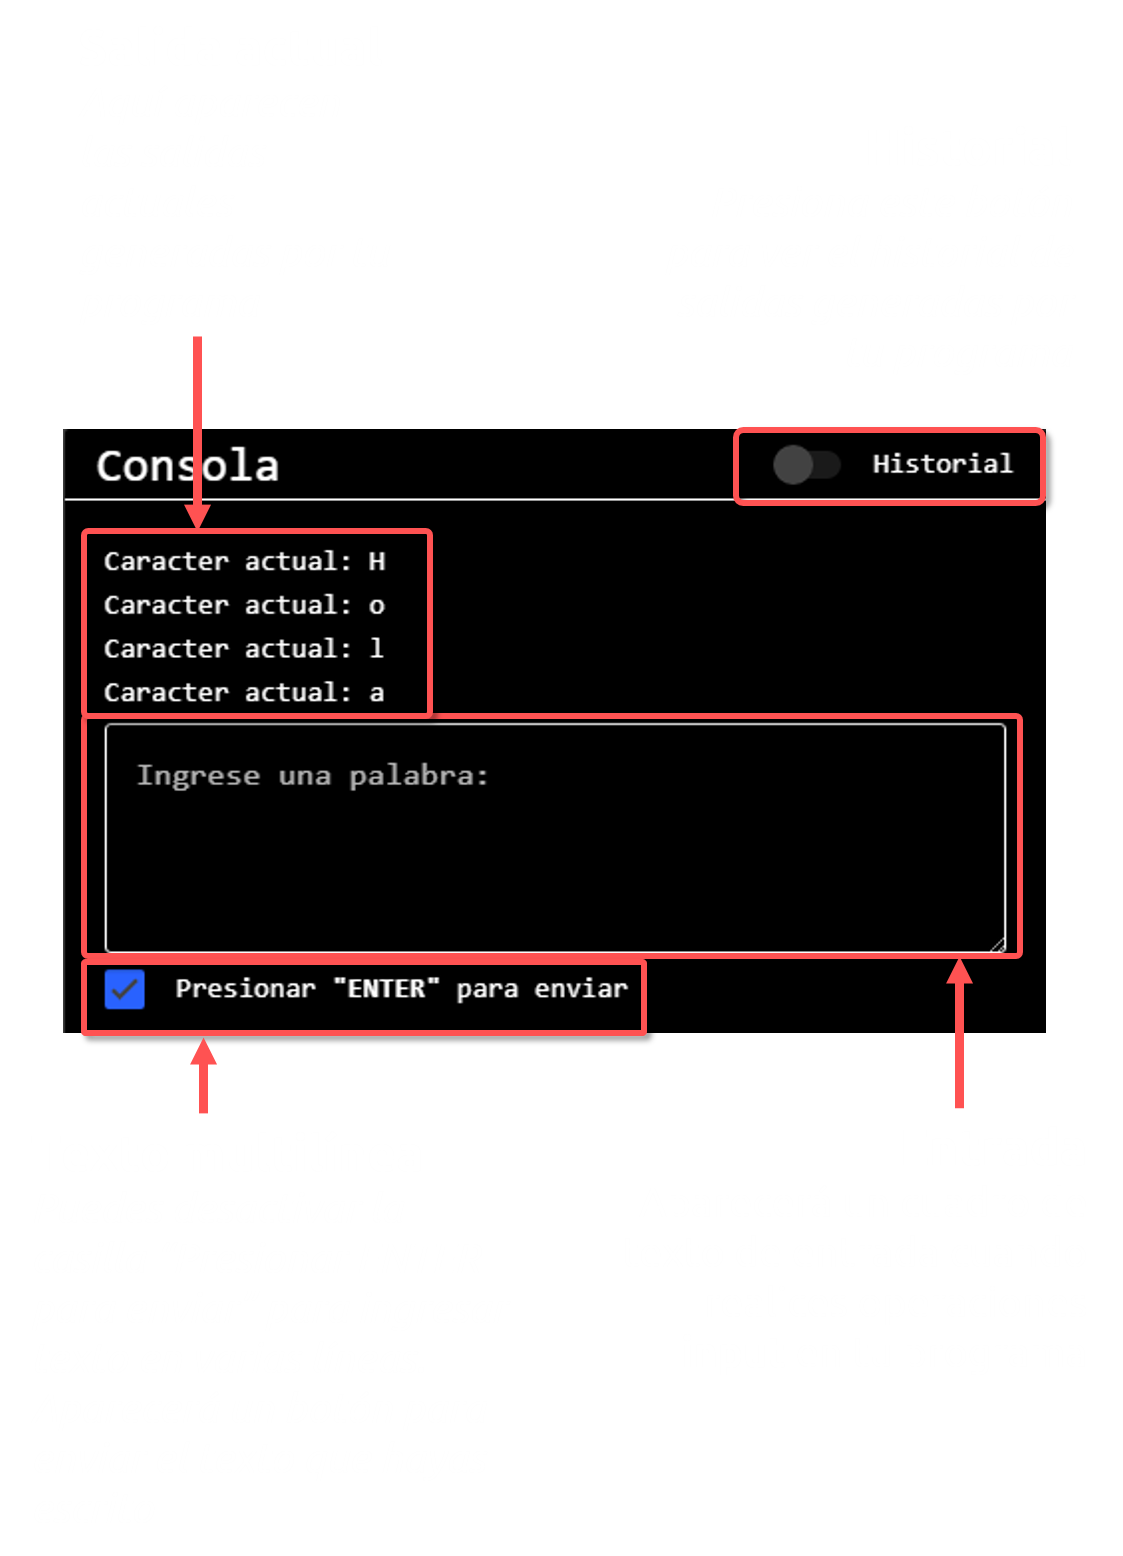 Consola
Historial
Caracter actual: H
Caracter actual: o
Caracter actual: l
Caracter actual: a
Ingrese una palabra:
Presionar "ENTER" para enviar